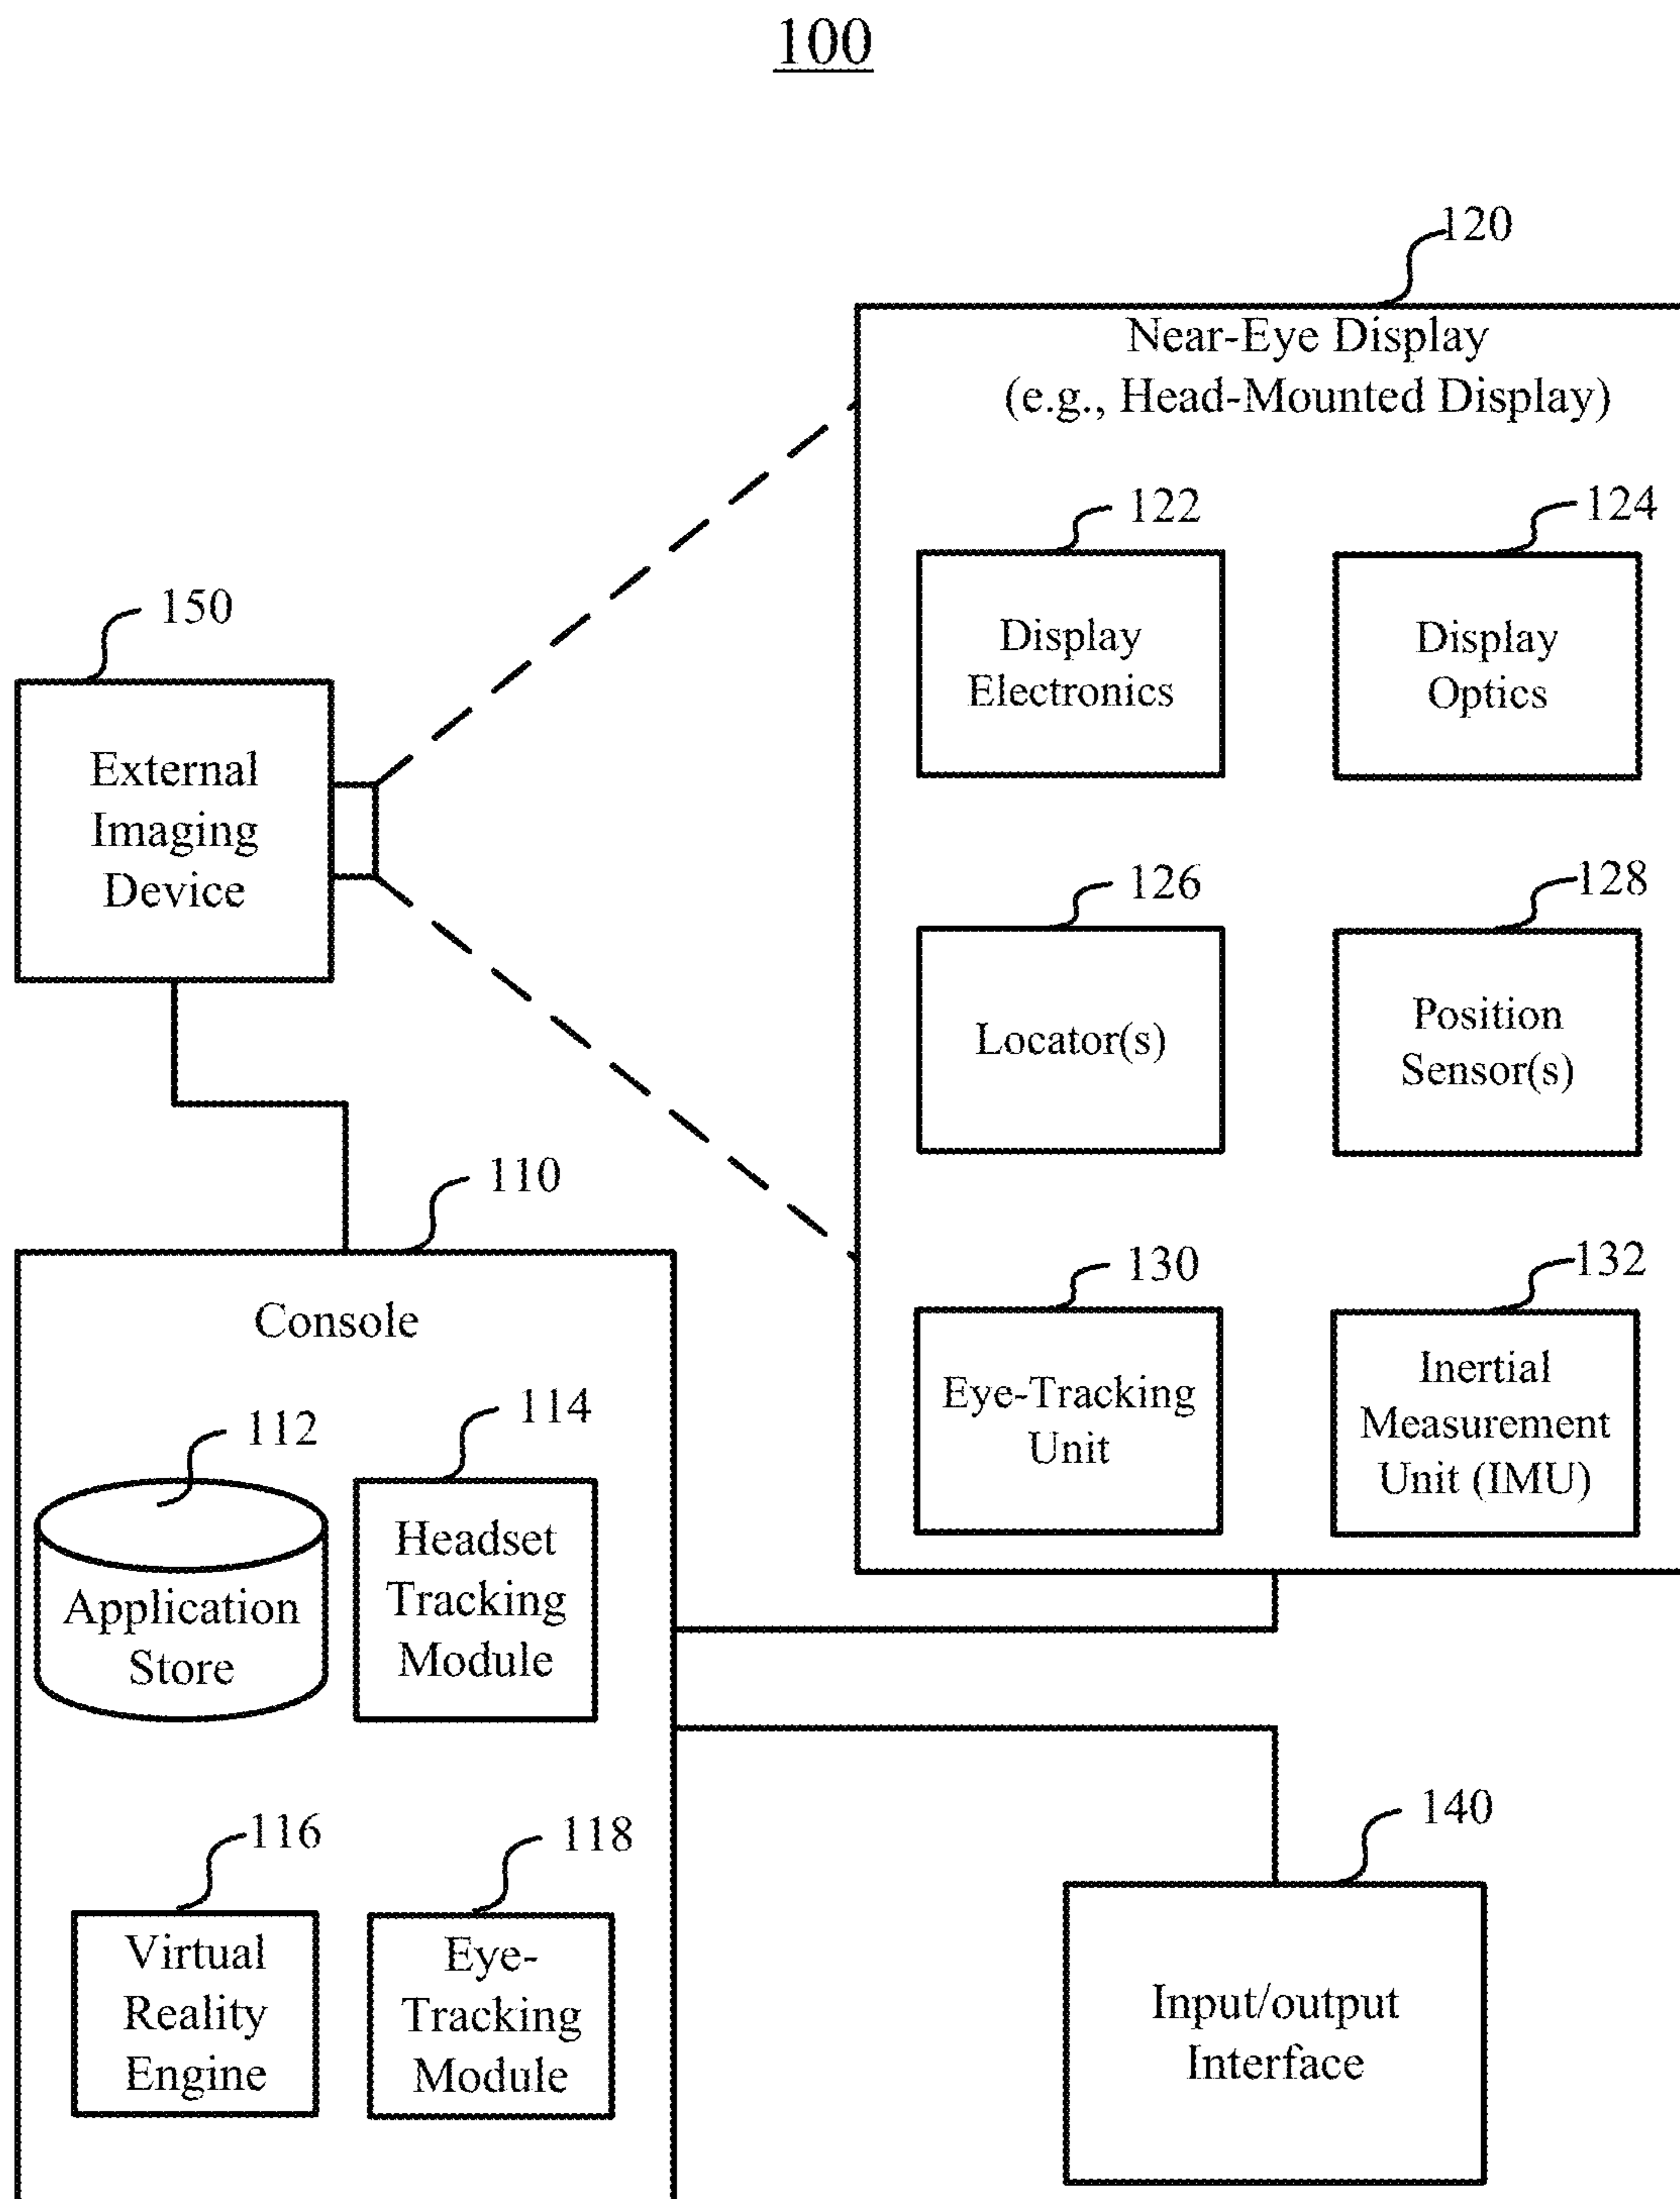 100
120
Near-Eye Display
(e.g., Head-Mounted Display)
122
Display
Electronics
124
Display
Optics
150
External
Imaging
Device
126
Locator(s)
128
Position
Sensor(s)
130
Eye-Tracking
Unit
132
Inertial
Measurement
Unit (IMU)
110
Console
112
Application
Store
114
Headset
Tracking
Module
116
Virtual
Reality
Engine
118
Eye-
Tracking
Module
140
Input/output
Interface